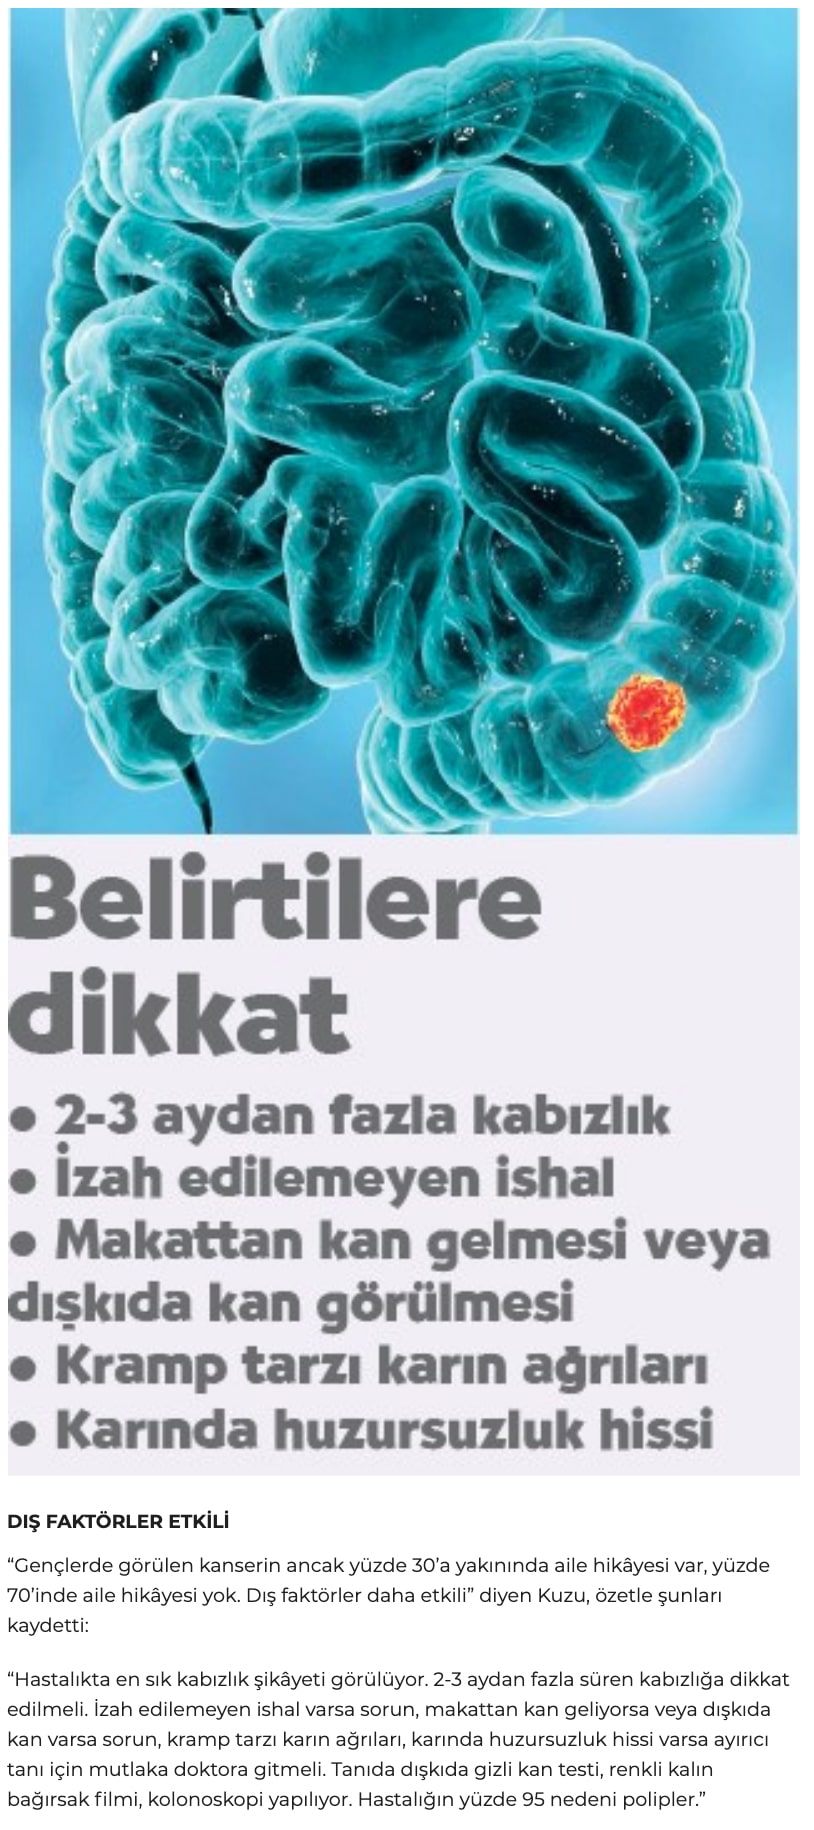 Belirtilere
dikkat
● 2-3 aydan fazla kabızlık
● İzah edilemeyen ishal
● Makattan kan gelmesi veya
dışkıda kan görülmesi
● Kramp tarzı karın ağrıları
● Karında huzursuzluk hissi
DIŞ FAKTÖRLER ETKİLİ
“Gençlerde görülen kanserin ancak yüzde 30’a yakınında aile hikâyesi var, yüzde
70’inde aile hikâyesi yok. Dış faktörler daha etkili” diyen Kuzu, özetle şunları
kaydetti:
“Hastalıkta en sık kabızlık şikâyeti görülüyor. 2-3 aydan fazla süren kabızlığa dikkat
edilmeli. İzah edilemeyen ishal varsa sorun, makattan kan geliyorsa veya dışkıda
kan varsa sorun, kramp tarzı karın ağrıları, karında huzursuzluk hissi varsa ayırıcı
tanı için mutlaka doktora gitmeli. Tanıda dışkıda gizli kan testi, renkli kalın
bağırsak filmi, kolonoskopi yapılıyor. Hastalığın yüzde 95 nedeni polipler.”